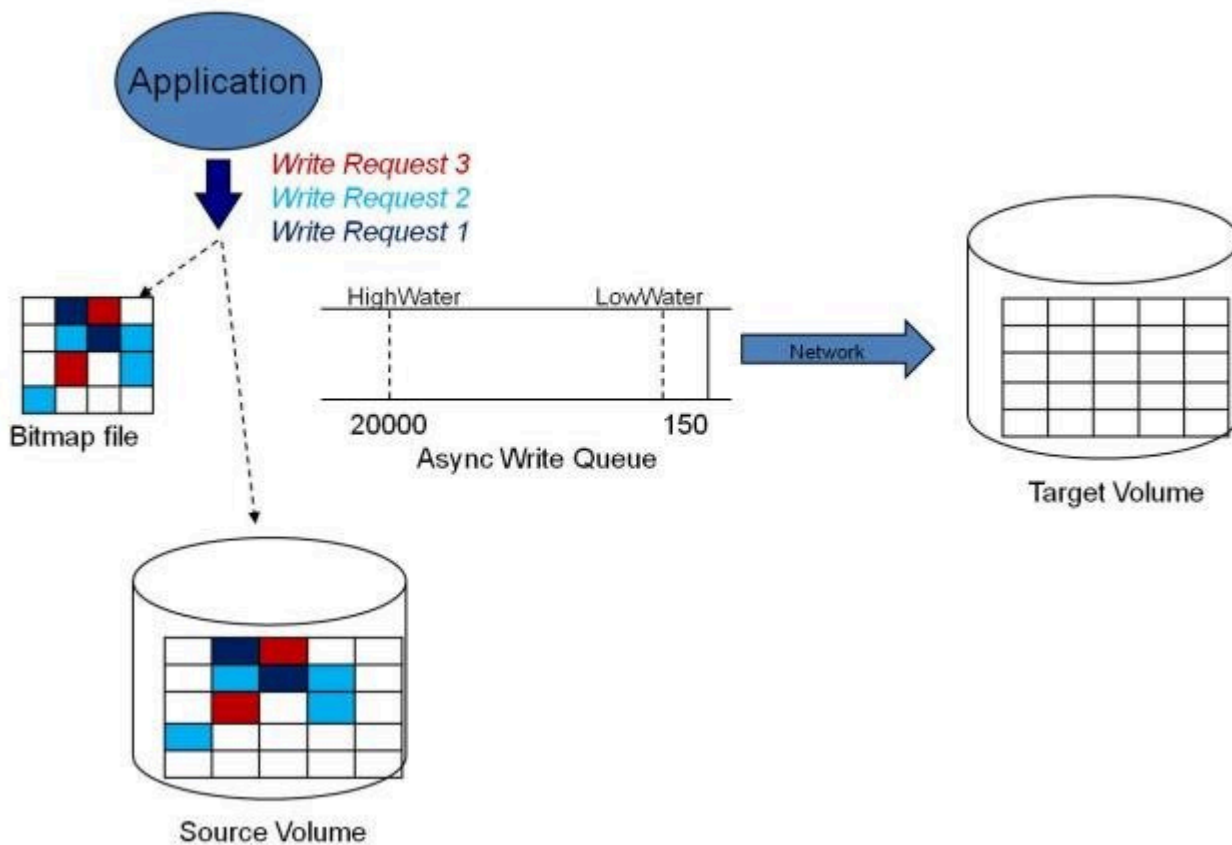 Application
Write Request 3
Write Request 2
Write Request 1
HighWater
LowWater
Network
20000
150
Async Write Queue
Bitmap file
Target Volume
Source Volume